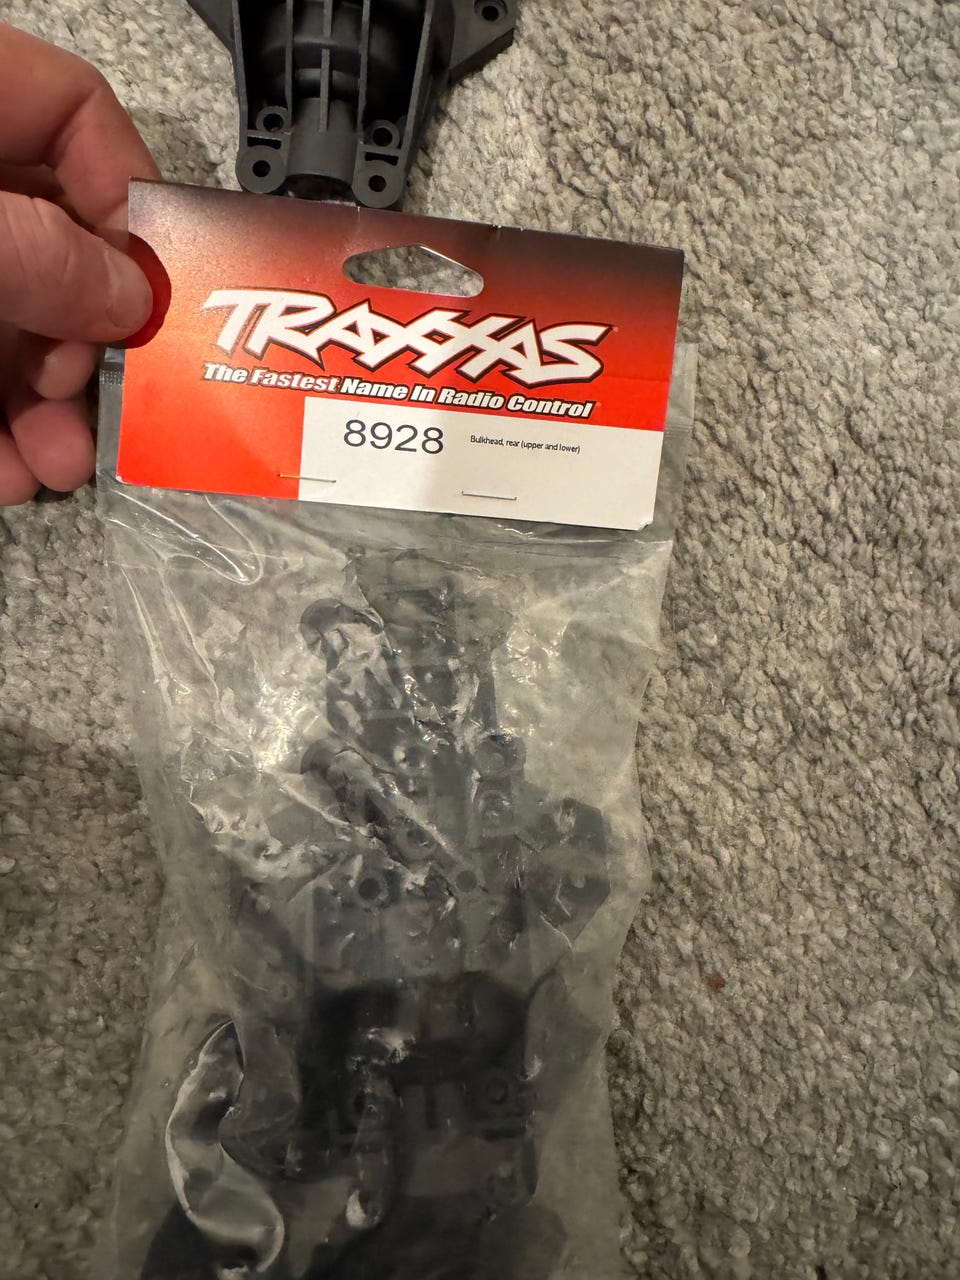 TRAXXAS
The Fastest Name In Radio Control
8928 Bulkhead, rear (upper and lower)